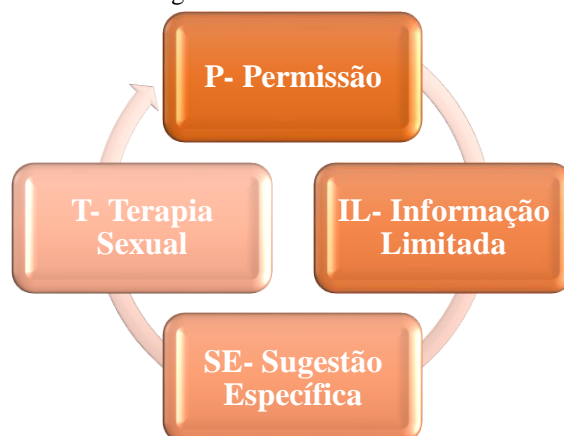 P- Permissão
IL- Informação
Limitada
SE- Sugestão
Específica
T- Terapia
Sexual